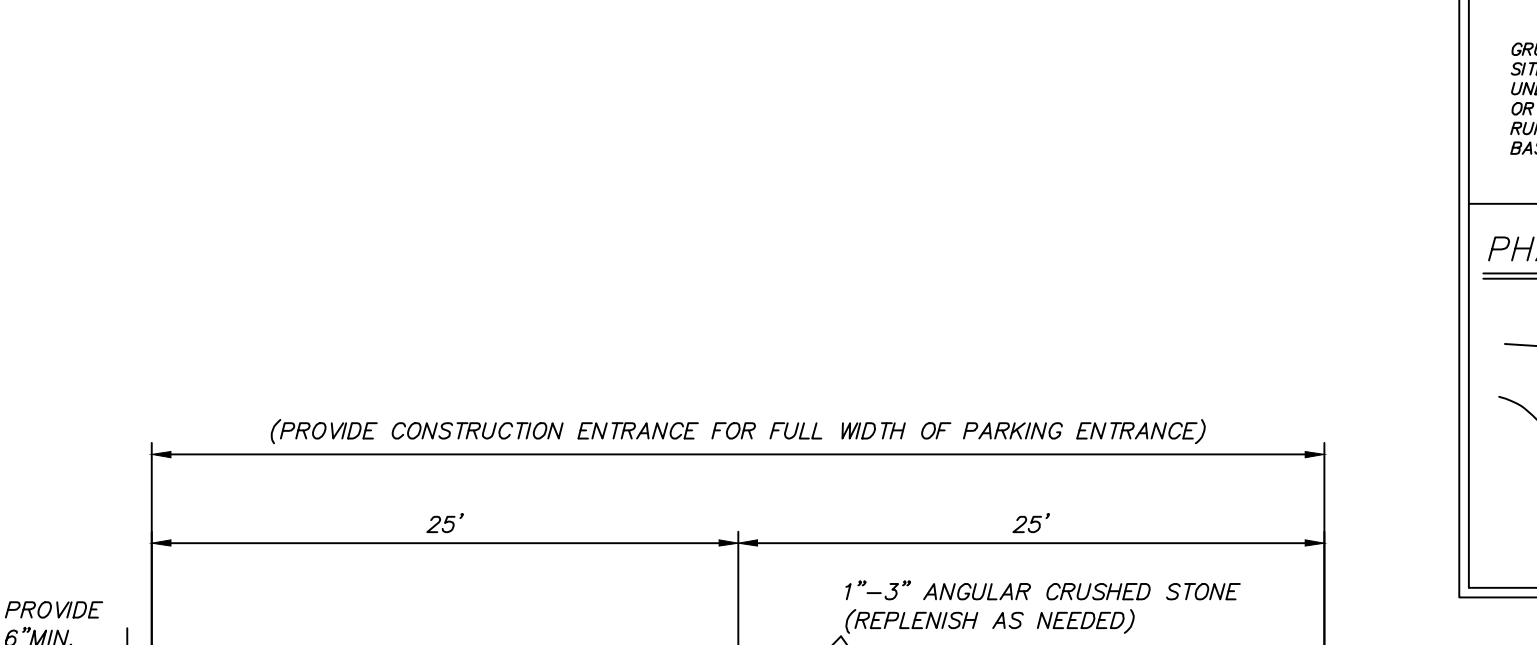 (PROVIDE CONSTRUCTION ENTRANCE FOR FULL WIDTH OF PARKING ENTRANCE)
25' 25'
1"-3" ANGULAR CRUSHED STONE
(REPLENISH AS NEEDED)
PROVIDE
6"MIN.
OR